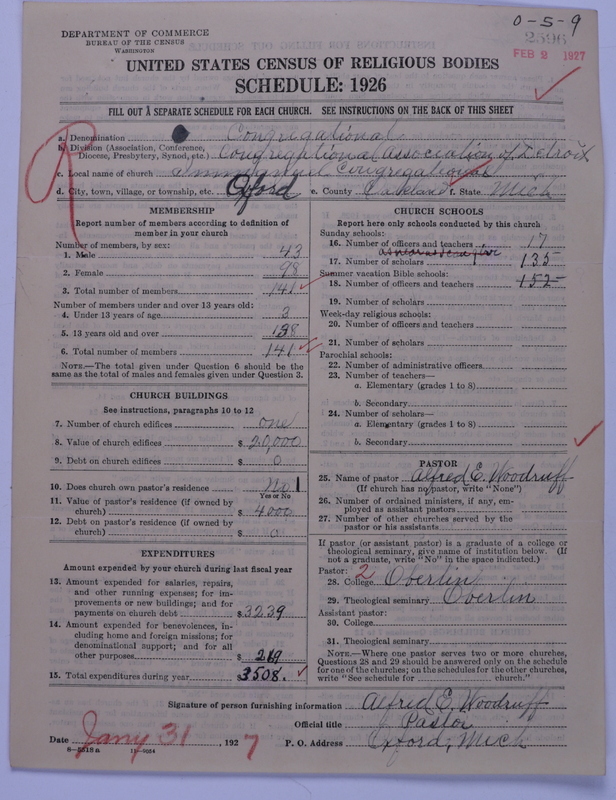 DEPARTMENT OF COMMERCE
BUREAU OF THE CENSUS
WASHINGTON
0-5-9
2596
FEB 2 1927
UNITED STATES CENSUS OF RELIGIOUS BODIES
SCHEDULE: 1926
FILL OUT A SEPARATE SCHEDULE FOR EACH CHURCH. SEE INSTRUCTIONS ON THE BACK OF THIS SHEET
R
a. Denomination Congregational
b. Division (Association, Conference, Diocese, Presbytery, Synod, etc.) Congregational Association of Detroit
c. Local name of church Congregational
d. City, town, village, or township, etc. Oxford e. County Oakland f. State Mich
MEMBERSHIP
Report number of members according to definition of member in your church
Number of members, by sex:
1. Male 43
2. Female 98
3. Total number of members 141
Number of members under and over 13 years old:
4. Under 13 years of age 3
5. 13 years old and over 138
6. Total number of members 141
NOTE.—The total given under Question 6 should be the same as the total of males and females given under Question 3.
CHURCH BUILDINGS
See instructions, paragraphs 10 to 12
7. Number of church edifices one
8. Value of church edifices $ 20,000
9. Debt on church edifices $ 0
10. Does church own pastor's residence
Yes or No
11. Value of pastor's residence (if owned by church) $ 4000
12. Debt on pastor's residence (if owned by church) $ 0
EXPENDITURES
Amount expended by your church during last fiscal year
13. Amount expended for salaries, repairs, and other running expenses; for improvements or new buildings; and for payments on church debt $ 3239
14. Amount expended for benevolences, including home and foreign missions; for denominational support; and for all other purposes $ 269
15. Total expenditures during year $ 3508.
CHURCH SCHOOLS
Report here only schools conducted by this church
Sunday schools:
16. Number of officers and teachers 17
17. Number of scholars 135
Summer vacation Bible schools:
18. Number of officers and teachers 152
19. Number of scholars
Week-day religious schools:
20. Number of officers and teachers
21. Number of scholars
Parochial schools:
22. Number of administrative officers
23. Number of teachers—
a. Elementary (grades 1 to 8)
b. Secondary
24. Number of scholars—
a. Elementary (grades 1 to 8)
b. Secondary
PASTOR
25. Name of pastor Alfred E. Woodruff
(If church has no pastor, write "None")
26. Number of ordained ministers, if any, employed as assistant pastors
27. Number of other churches served by the pastor or his assistants
If pastor (or assistant pastor) is a graduate of a college or theological seminary, give name of institution below. (If not a graduate, write "No" in the space indicated.)
Pastor:
28. College 2 Oberlin
29. Theological seminary Oberlin
Assistant pastor:
30. College
31. Theological seminary
NOTE.—Where one pastor serves two or more churches, Questions 28 and 29 should be answered only on the schedule for one of the churches; on the schedules for the other churches, write "See schedule for church."
Signature of person furnishing information Alfred E. Woodruff
Official title Pastor
Date Jany 31, 1927 P. O. Address Oxford, Mich
8—5518 a 11—9054